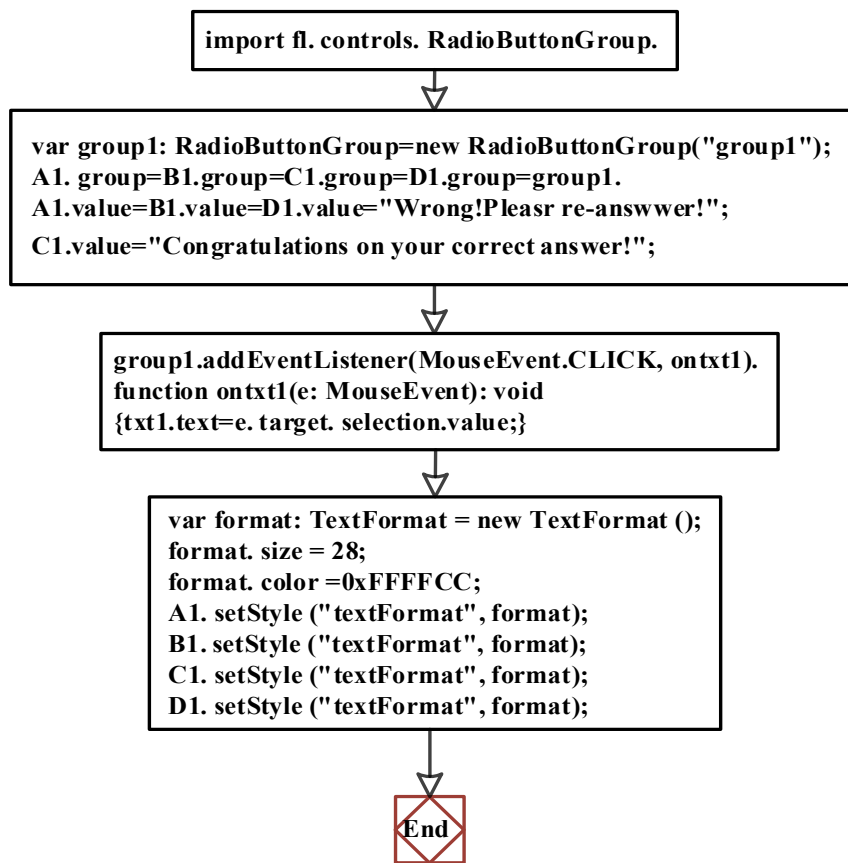 import fl. controls. RadioButtonGroup.
var group1: RadioButtonGroup=new RadioButtonGroup("group1");
A1. group=B1.group=C1.group=D1.group=group1.
A1.value=B1.value=D1.value="Wrong!Pleasr re-answwer!";
C1.value="Congratulations on your correct answer!";
group1.addEventListener(MouseEvent.CLICK, ontxt1).
function ontxt1(e: MouseEvent): void
{txt1.text=e. target. selection.value;}
var format: TextFormat = new TextFormat ();
format. size = 28;
format. color =0xFFFFCC;
A1. setStyle ("textFormat", format);
B1. setStyle ("textFormat", format);
C1. setStyle ("textFormat", format);
D1. setStyle ("textFormat", format);
End